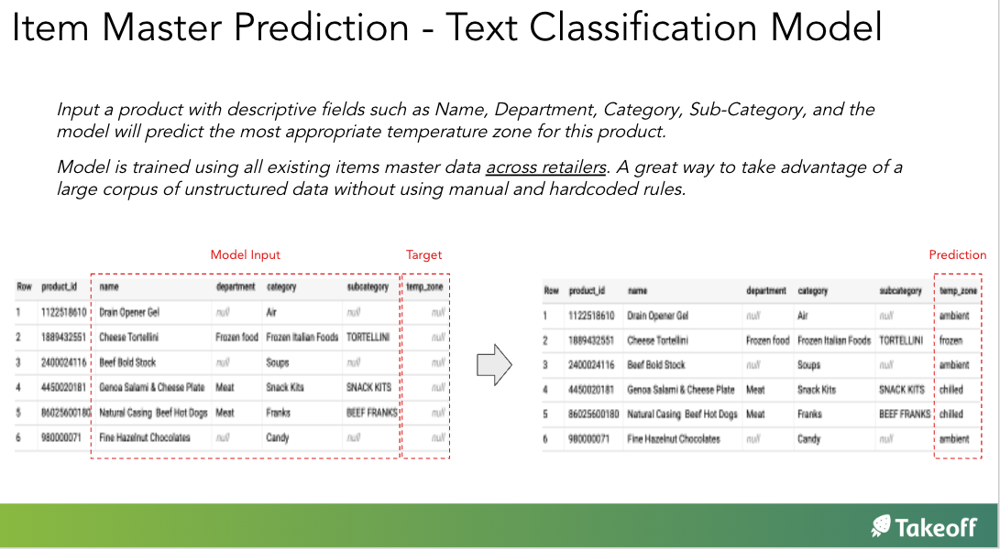 Item Master Prediction - Text Classification Model
Input a product with descriptive fields such as Name, Department, Category, Sub-Category, and the
model will predict the most appropriate temperature zone for this product.
Model is trained using all existing items master data across retailers. A great way to take advantage of a
large corpus of unstructured data without using manual and hardcoded rules.
Model Input Target
Row product_id name department category subcategory temp_zone
1 1122518610 Drain Opener Gel null Air null null
2 1889432551 Cheese Tortellini Frozen food Frozen Italian Foods TORTELLINI null
3 2400024116 Beef Bold Stock null Soups null null
4 4450020181 Genoa Salami & Cheese Plate Meat Snack Kits SNACK KITS null
5 86025600180 Natural Casing Beef Hot Dogs Meat Franks BEEF FRANKS null
6 980000071 Fine Hazelnut Chocolates null Candy null null
Prediction
Row product_id name department category subcategory temp_zone
1 1122518610 Drain Opener Gel null Air null ambient
2 1889432551 Cheese Tortellini Frozen food Frozen Italian Foods TORTELLINI frozen
3 2400024116 Beef Bold Stock null Soups null ambient
4 4450020181 Genoa Salami & Cheese Plate Meat Snack Kits SNACK KITS chilled
5 86025600180 Natural Casing Beef Hot Dogs Meat Franks BEEF FRANKS chilled
6 980000071 Fine Hazelnut Chocolates null Candy null ambient
Takeoff